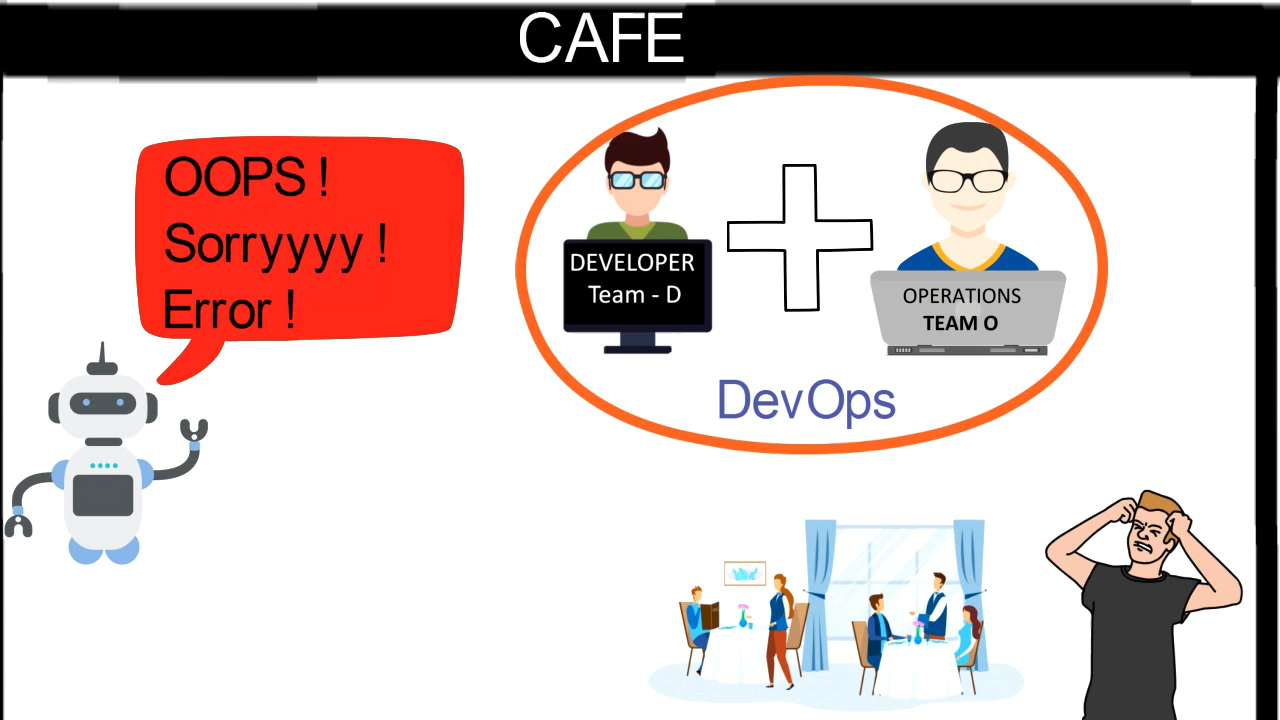 CAFE
OOPS !
Sorryyyy !
Error !
DEVELOPER
Team - D
OPERATIONS
TEAM O
DevOps